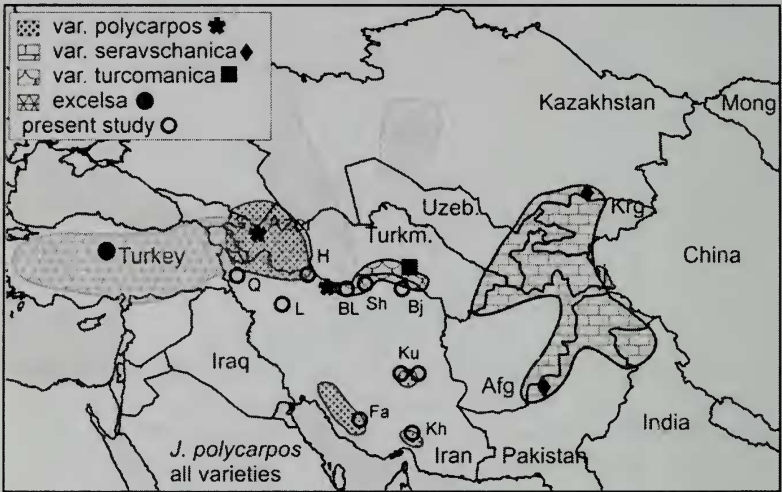 var. polycarpos
var. seravschanica
var. turcomanica
excelsa
present study
Kazakhstan
Mong
Uzeb.
Krg
Turkm.
China
Turkey
H
Q
L
BL
Sh
Bj
Iraq
Ku
Afg
Fa
Kh
India
J. polycarpos
all varieties
Iran
Pakistan